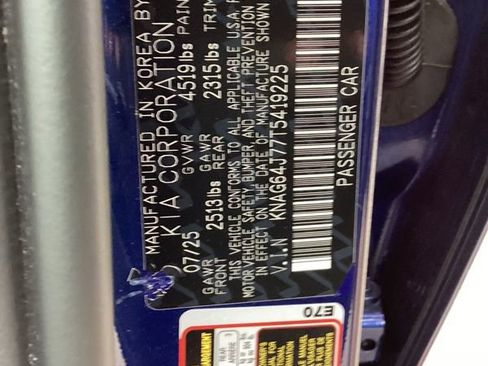 MANUFACTURED IN KOREA BY
KIA CORPORATION
07/25 GVWR 4519lbs PAIN
GAWR FRONT 2513lbs GAWR REAR 2315lbs TRIM
THIS VEHICLE CONFORMS TO ALL APPLICABLE U.S.A. F
MOTOR VEHICLE SAFETY, BUMPER, AND THEFT PREVENTION
IN EFFECT ON THE DATE OF MANUFACTURE SHOWN
V.I.N KNAG64J77T5419225
PASSENGER CAR
E70